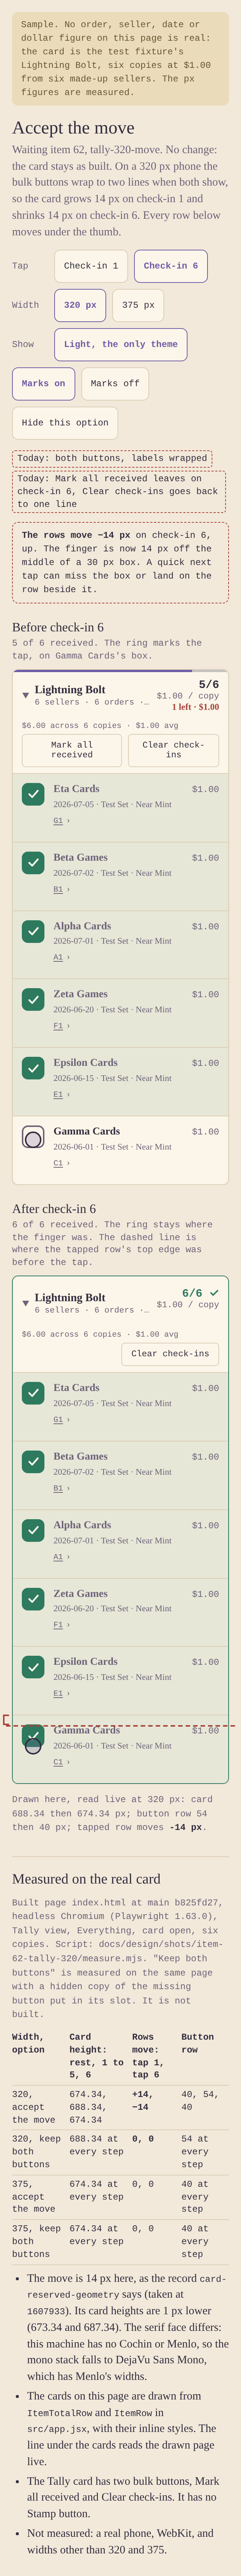 Sample. No order, seller, date or
dollar figure on this page is real:
the card is the test fixture's
Lightning Bolt, six copies at $1.00
from six made-up sellers. The px
figures are measured.
Accept the move
Waiting item 62, tally-320-move. No change:
the card stays as built. On a 320 px phone the
bulk buttons wrap to two lines when both show,
so the card grows 14 px on check-in 1 and
shrinks 14 px on check-in 6. Every row below
moves under the thumb.
Tap
Check-in 1
Check-in 6
Width
320 px
375 px
Show
Light, the only theme
Marks on
Marks off
Hide this option
Today: both buttons, labels wrapped
Today: Mark all received leaves on
check-in 6, Clear check-ins goes back
to one line
The rows move −14 px on check-in 6,
up. The finger is now 14 px off the
middle of a 30 px box. A quick next
tap can miss the box or land on the
row beside it.
Before check-in 6
5 of 6 received. The ring marks the
tap, on Gamma Cards's box.
▼ Lightning Bolt 5/6
6 sellers · 6 orders ·… $1.00 / copy
1 left · $1.00
$6.00 across 6 copies · $1.00 avg
Mark all
received
Clear check-
ins
Eta Cards $1.00
2026-07-05 · Test Set · Near Mint
G1 ›
Beta Games $1.00
2026-07-02 · Test Set · Near Mint
B1 ›
Alpha Cards $1.00
2026-07-01 · Test Set · Near Mint
A1 ›
Zeta Games $1.00
2026-06-20 · Test Set · Near Mint
F1 ›
Epsilon Cards $1.00
2026-06-15 · Test Set · Near Mint
E1 ›
Gamma Cards $1.00
2026-06-01 · Test Set · Near Mint
C1 ›
After check-in 6
6 of 6 received. The ring stays where
the finger was. The dashed line is
where the tapped row's top edge was
before the tap.
▼ Lightning Bolt 6/6 ✓
6 sellers · 6 orders ·… $1.00 / copy
$6.00 across 6 copies · $1.00 avg
Clear check-ins
Eta Cards $1.00
2026-07-05 · Test Set · Near Mint
G1 ›
Beta Games $1.00
2026-07-02 · Test Set · Near Mint
B1 ›
Alpha Cards $1.00
2026-07-01 · Test Set · Near Mint
A1 ›
Zeta Games $1.00
2026-06-20 · Test Set · Near Mint
F1 ›
Epsilon Cards $1.00
2026-06-15 · Test Set · Near Mint
E1 ›
Gamma Cards $1.00
2026-06-01 · Test Set · Near Mint
C1 ›
Drawn here, read live at 320 px: card
688.34 then 674.34 px; button row 54
then 40 px; tapped row moves -14 px.
Measured on the real card
Built page index.html at main b825fd27,
headless Chromium (Playwright 1.63.0),
Tally view, Everything, card open, six
copies. Script: docs/design/shots/item-
62-tally-320/measure.mjs. "Keep both
buttons" is measured on the same page
with a hidden copy of the missing
button put in its slot. It is not
built.
Width, option | Card height: rest, 1 to 5, 6 | Rows move: tap 1, tap 6 | Button row
320, accept the move | 674.34, 688.34, 674.34 | +14, −14 | 40, 54, 40
320, keep both buttons | 688.34 at every step | 0, 0 | 54 at every step
375, accept the move | 674.34 at every step | 0, 0 | 40 at every step
375, keep both buttons | 674.34 at every step | 0, 0 | 40 at every step
• The move is 14 px here, as the record card-
reserved-geometry says (taken at
1607933). Its card heights are 1 px lower
(673.34 and 687.34). The serif face differs:
this machine has no Cochin or Menlo, so the
mono stack falls to DejaVu Sans Mono,
which has Menlo's widths.
• The cards on this page are drawn from
ItemTotalRow and ItemRow in
src/app.jsx, with their inline styles. The
line under the cards reads the drawn page
live.
• The Tally card has two bulk buttons, Mark
all received and Clear check-ins. It has no
Stamp button.
• Not measured: a real phone, WebKit, and
widths other than 320 and 375.